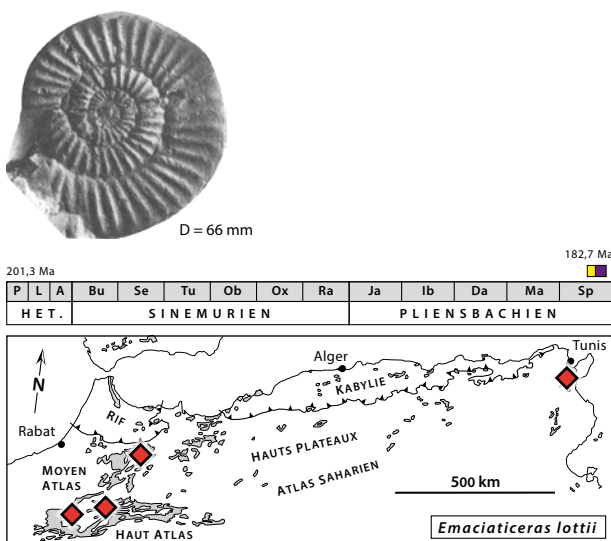 D = 66 mm
182,7 Ma
201,3 Ma
P L A Bu Se Tu Ob Ox Ra Ja Ib Da Ma Sp
HET. SINEMURIEN PLIENSBACHIEN
Tunis
Alger
N
KABYLIE
RIF
Rabat
HAUTS PLATEAUX
MOYEN
ATLAS
ATLAS SAHARIEN
500 km
HAUT ATLAS
Emaciaticeras lottii